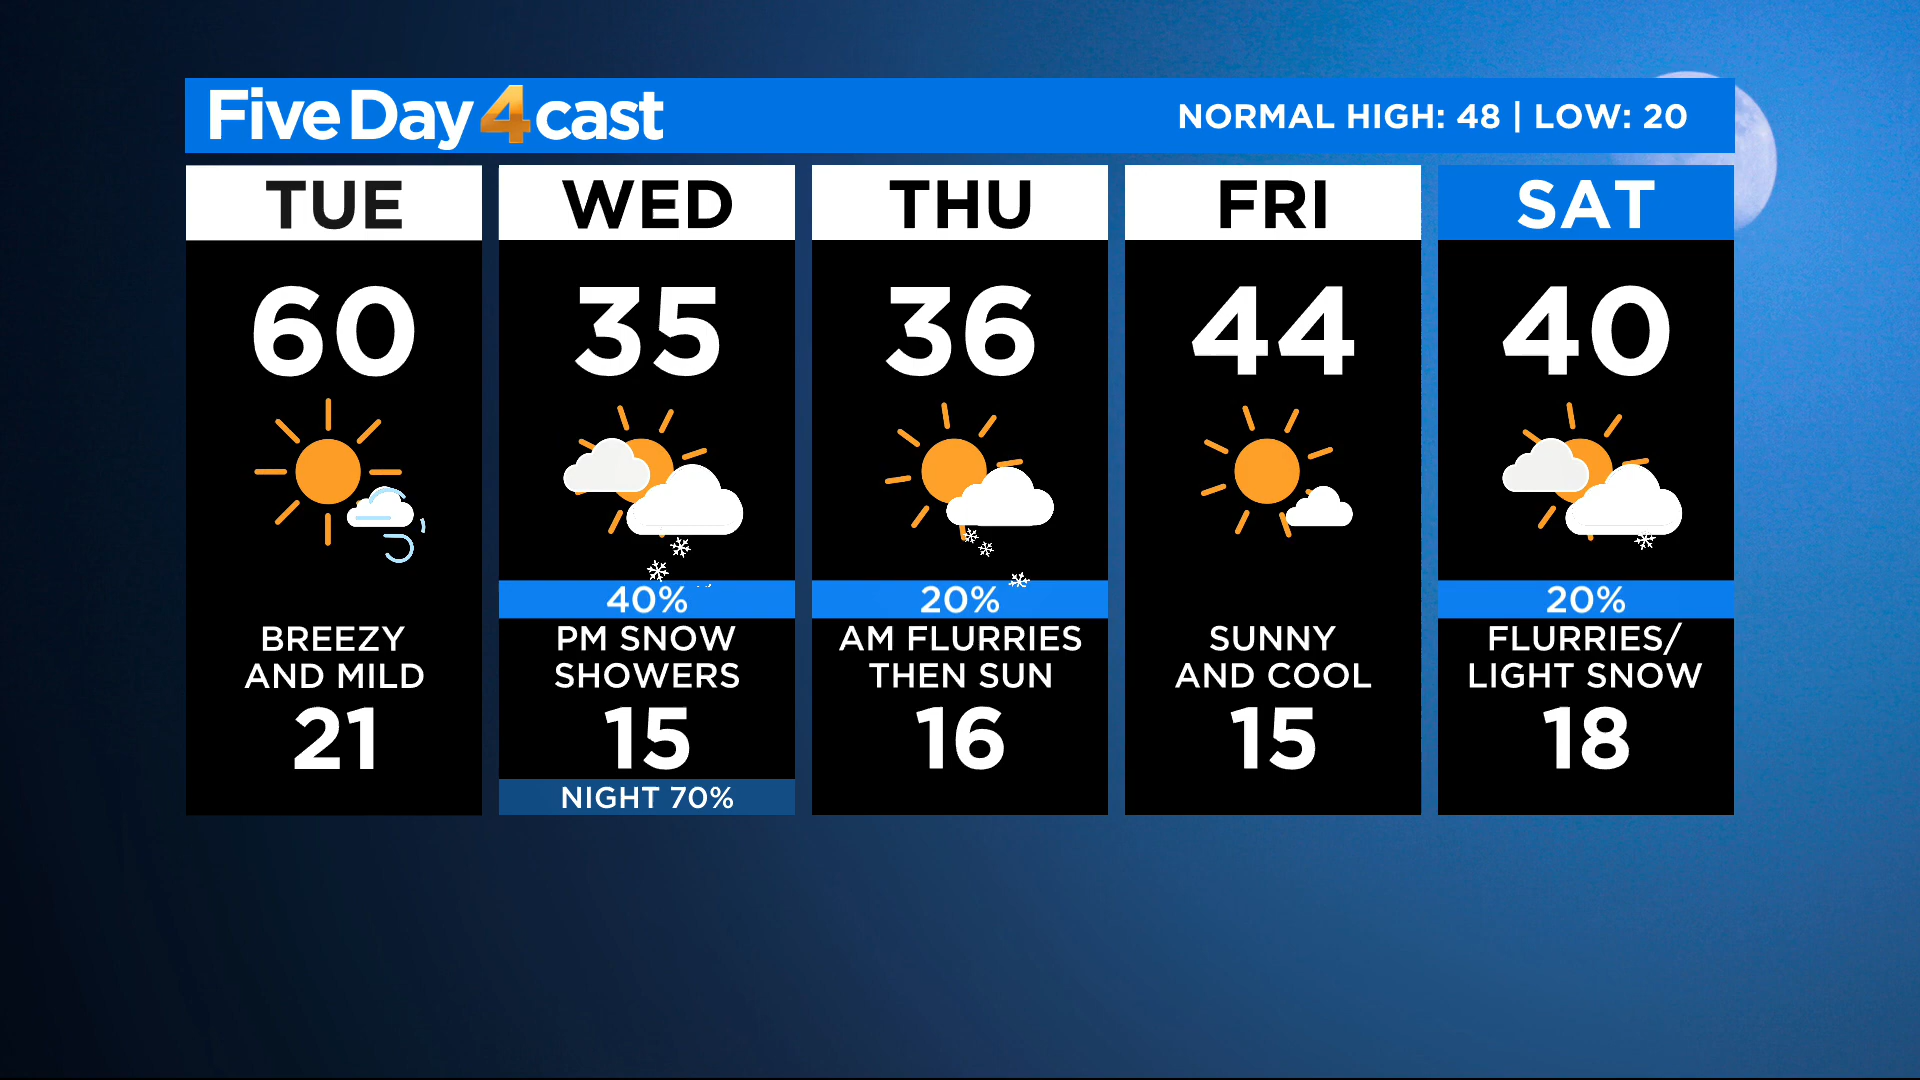 Five Day 4cast
NORMAL HIGH: 48 | LOW: 20
TUE
60
BREEZY
AND MILD
21
WED
35
40%
PM SNOW
SHOWERS
15
NIGHT 70%
THU
36
20%
AM FLURRIES
THEN SUN
16
FRI
44
SUNNY
AND COOL
15
SAT
40
20%
FLURRIES/
LIGHT SNOW
18